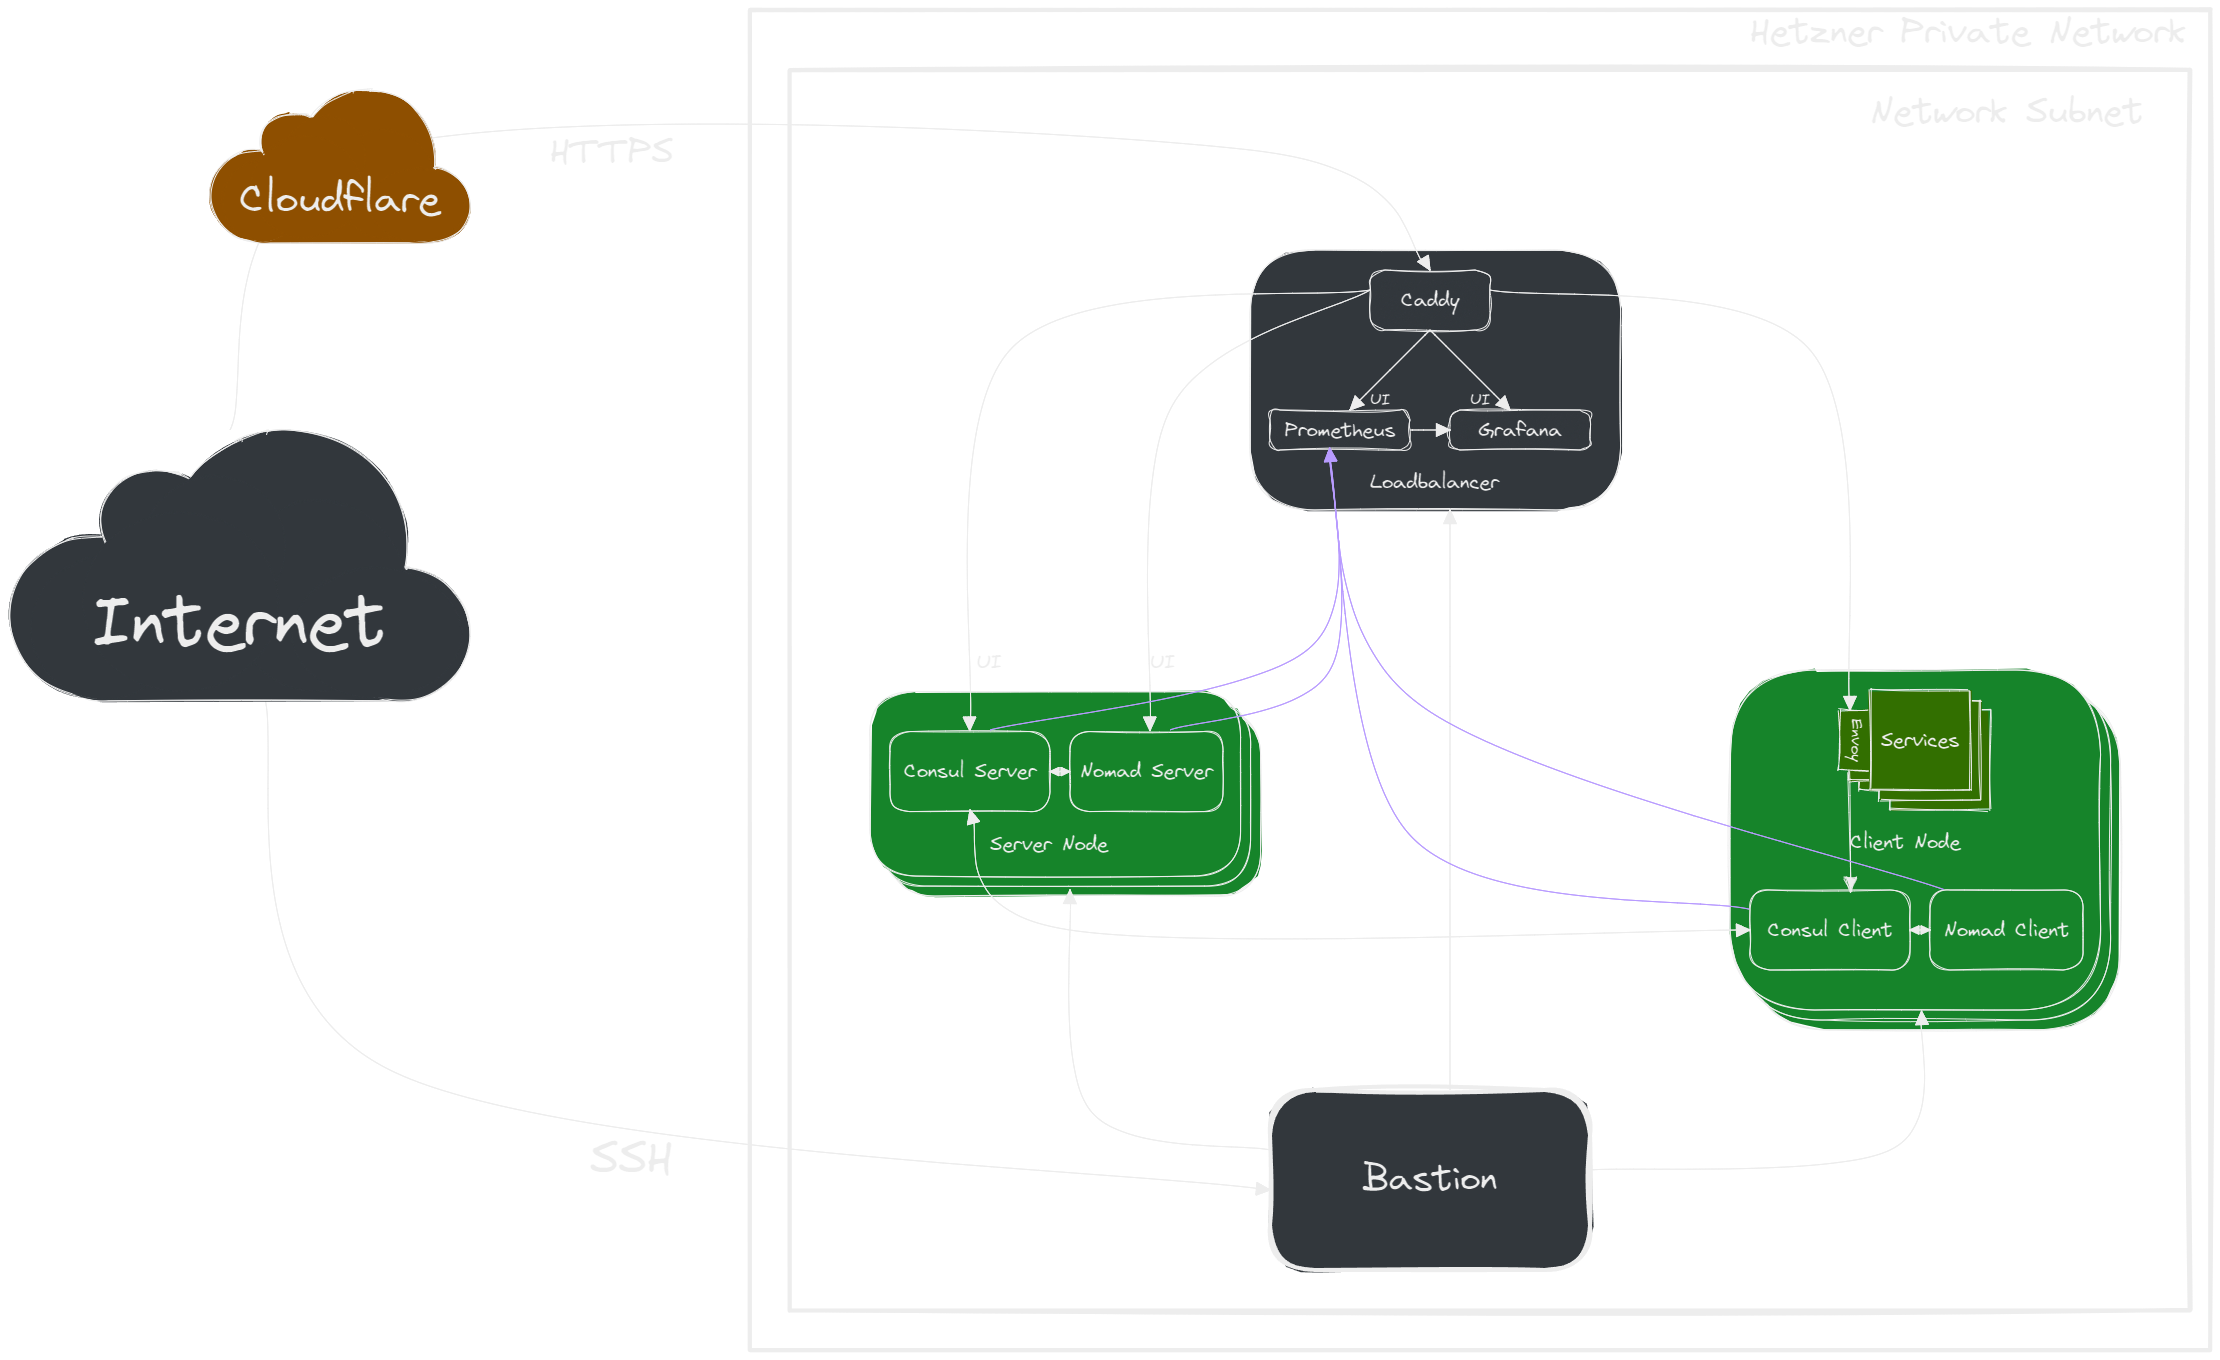 Hetzner Private Network
Network Subnet
HTTPS
Cloudflare
Caddy
UI
UI
Prometheus
Grafana
Loadbalancer
Internet
UI
UI
Envoy
Services
Consul Server
Nomad Server
Server Node
Client Node
Consul Client
Nomad Client
SSH
Bastion